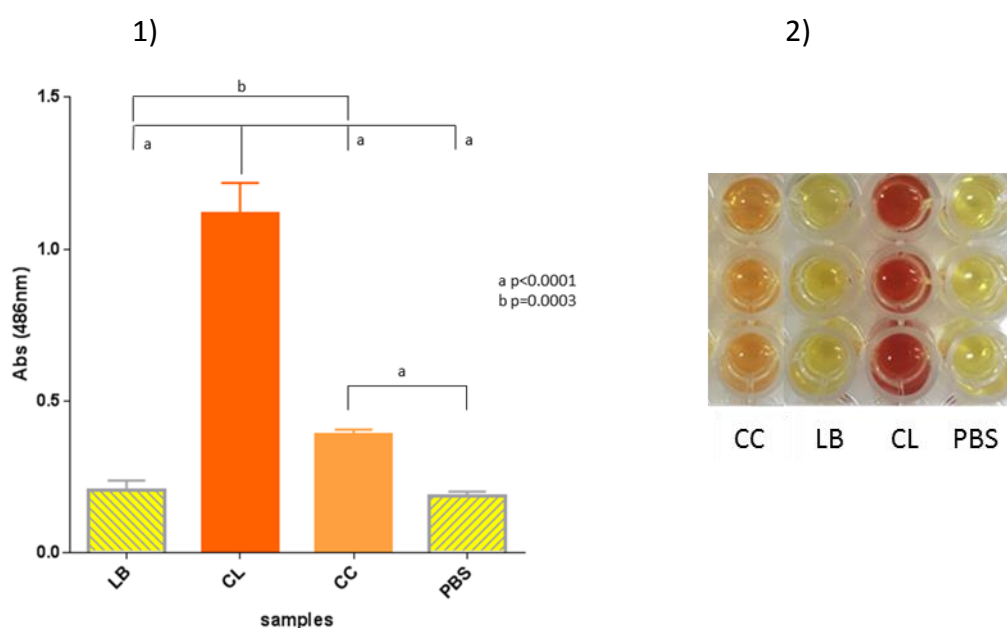 1)
2)
1.5
1.0
0.5
0.0
Abs (486nm)
b
a
a
a
a p<0.0001
b p=0.0003
a
LB
CL
CC
PBS
samples
CC
LB
CL
PBS